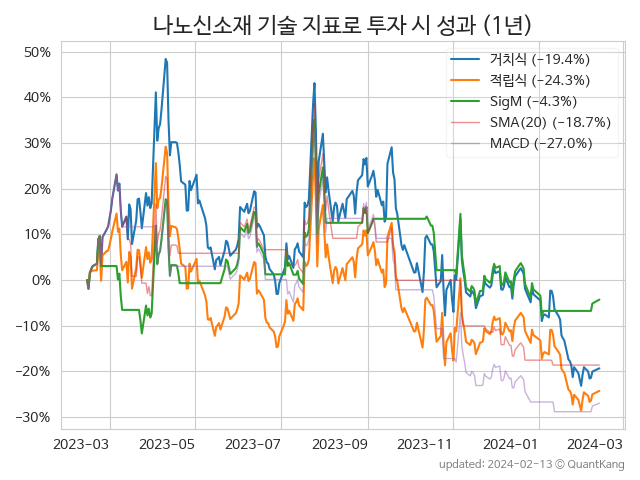 나노신소재 기술 지표로 투자 시 성과 (1년)
50%
40%
30%
20%
10%
0%
−10%
−20%
−30%
거치식 (−19.4%)
적립식 (−24.3%)
SigM (−4.3%)
SMA(20) (−18.7%)
MACD (−27.0%)
2023−03 2023−05 2023−07 2023−09 2023−11 2024−01 2024−03
updated: 2024-02-13 ⓒ QuantKang